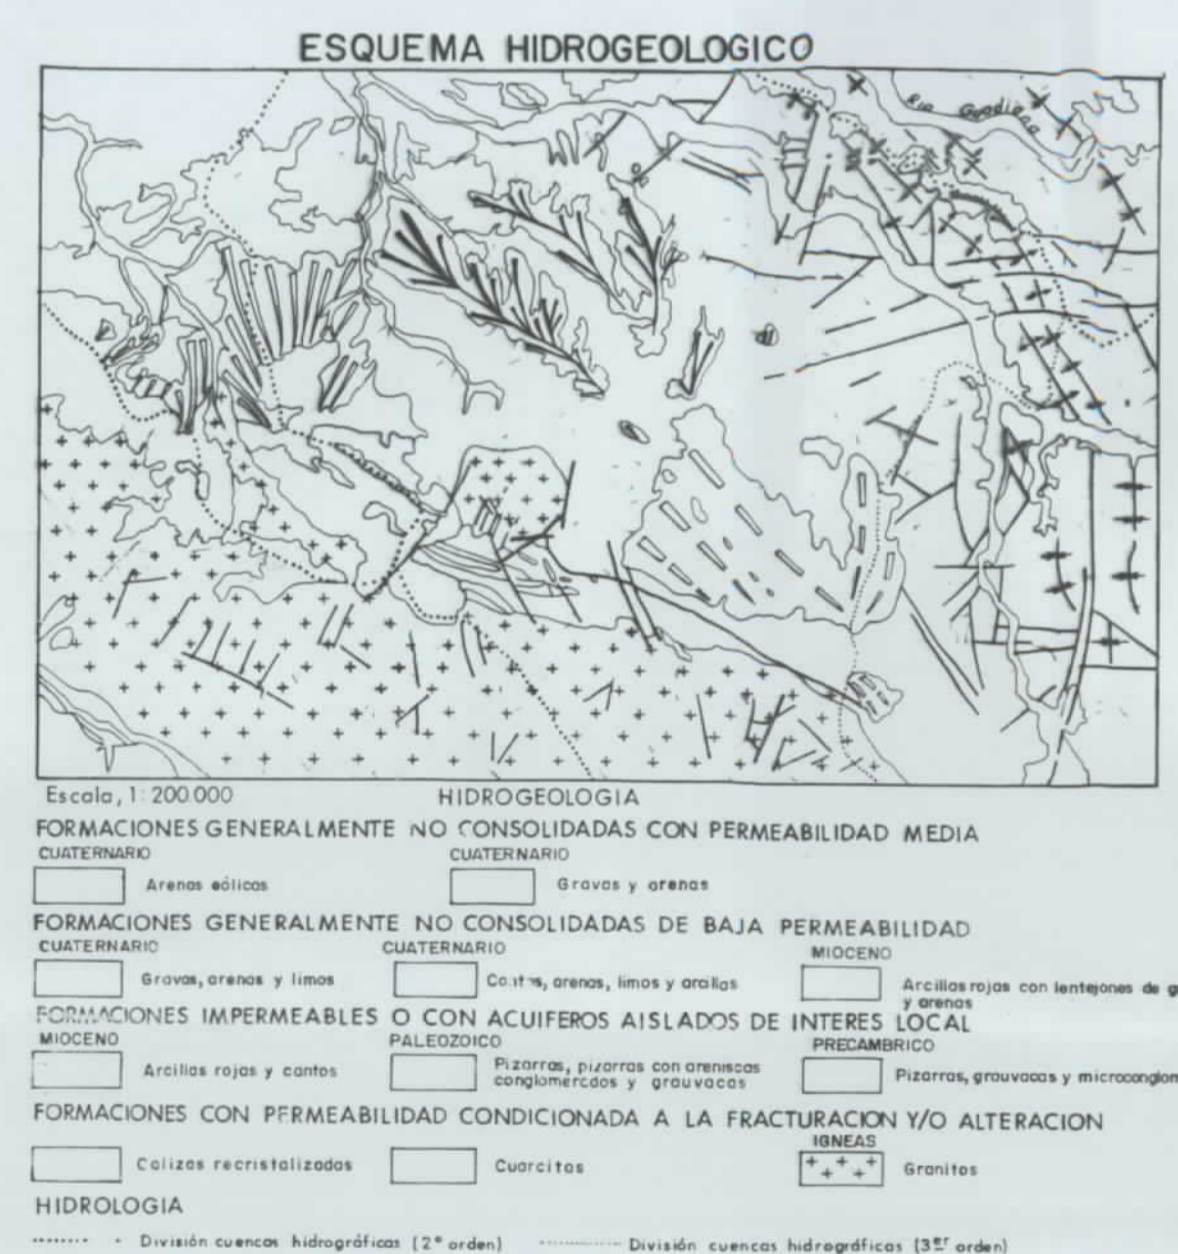 ESQUEMA HIDROGEOLOGICO
Rio Guadiana
Escala, 1:200.000
HIDROGEOLOGIA
FORMACIONES GENERALMENTE NO CONSOLIDADAS CON PERMEABILIDAD MEDIA
CUATERNARIO CUATERNARIO
Arenas eólicas Gravas y arenas
FORMACIONES GENERALMENTE NO CONSOLIDADAS DE BAJA PERMEABILIDAD
CUATERNARIO CUATERNARIO MIOCENO
Gravas, arenas y limos Cantos, arenas, limos y arcillas Arcillas rojas con lentejones de g
y arenas
FORMACIONES IMPERMEABLES O CON ACUIFEROS AISLADOS DE INTERES LOCAL
MIOCENO PALEOZOICO PRECAMBRICO
Arcillas rojas y cantos Pizarras, pizarras con areniscas Pizarras, grauvacas y microconglom
conglomerados y grauvacas
FORMACIONES CON PERMEABILIDAD CONDICIONADA A LA FRACTURACION Y/O ALTERACION
IGNEAS
Calizas recristalizadas Cuarcitas Granitos
HIDROLOGIA
División cuencas hidrográficas (2º orden) División cuencas hidrográficas (3er orden)